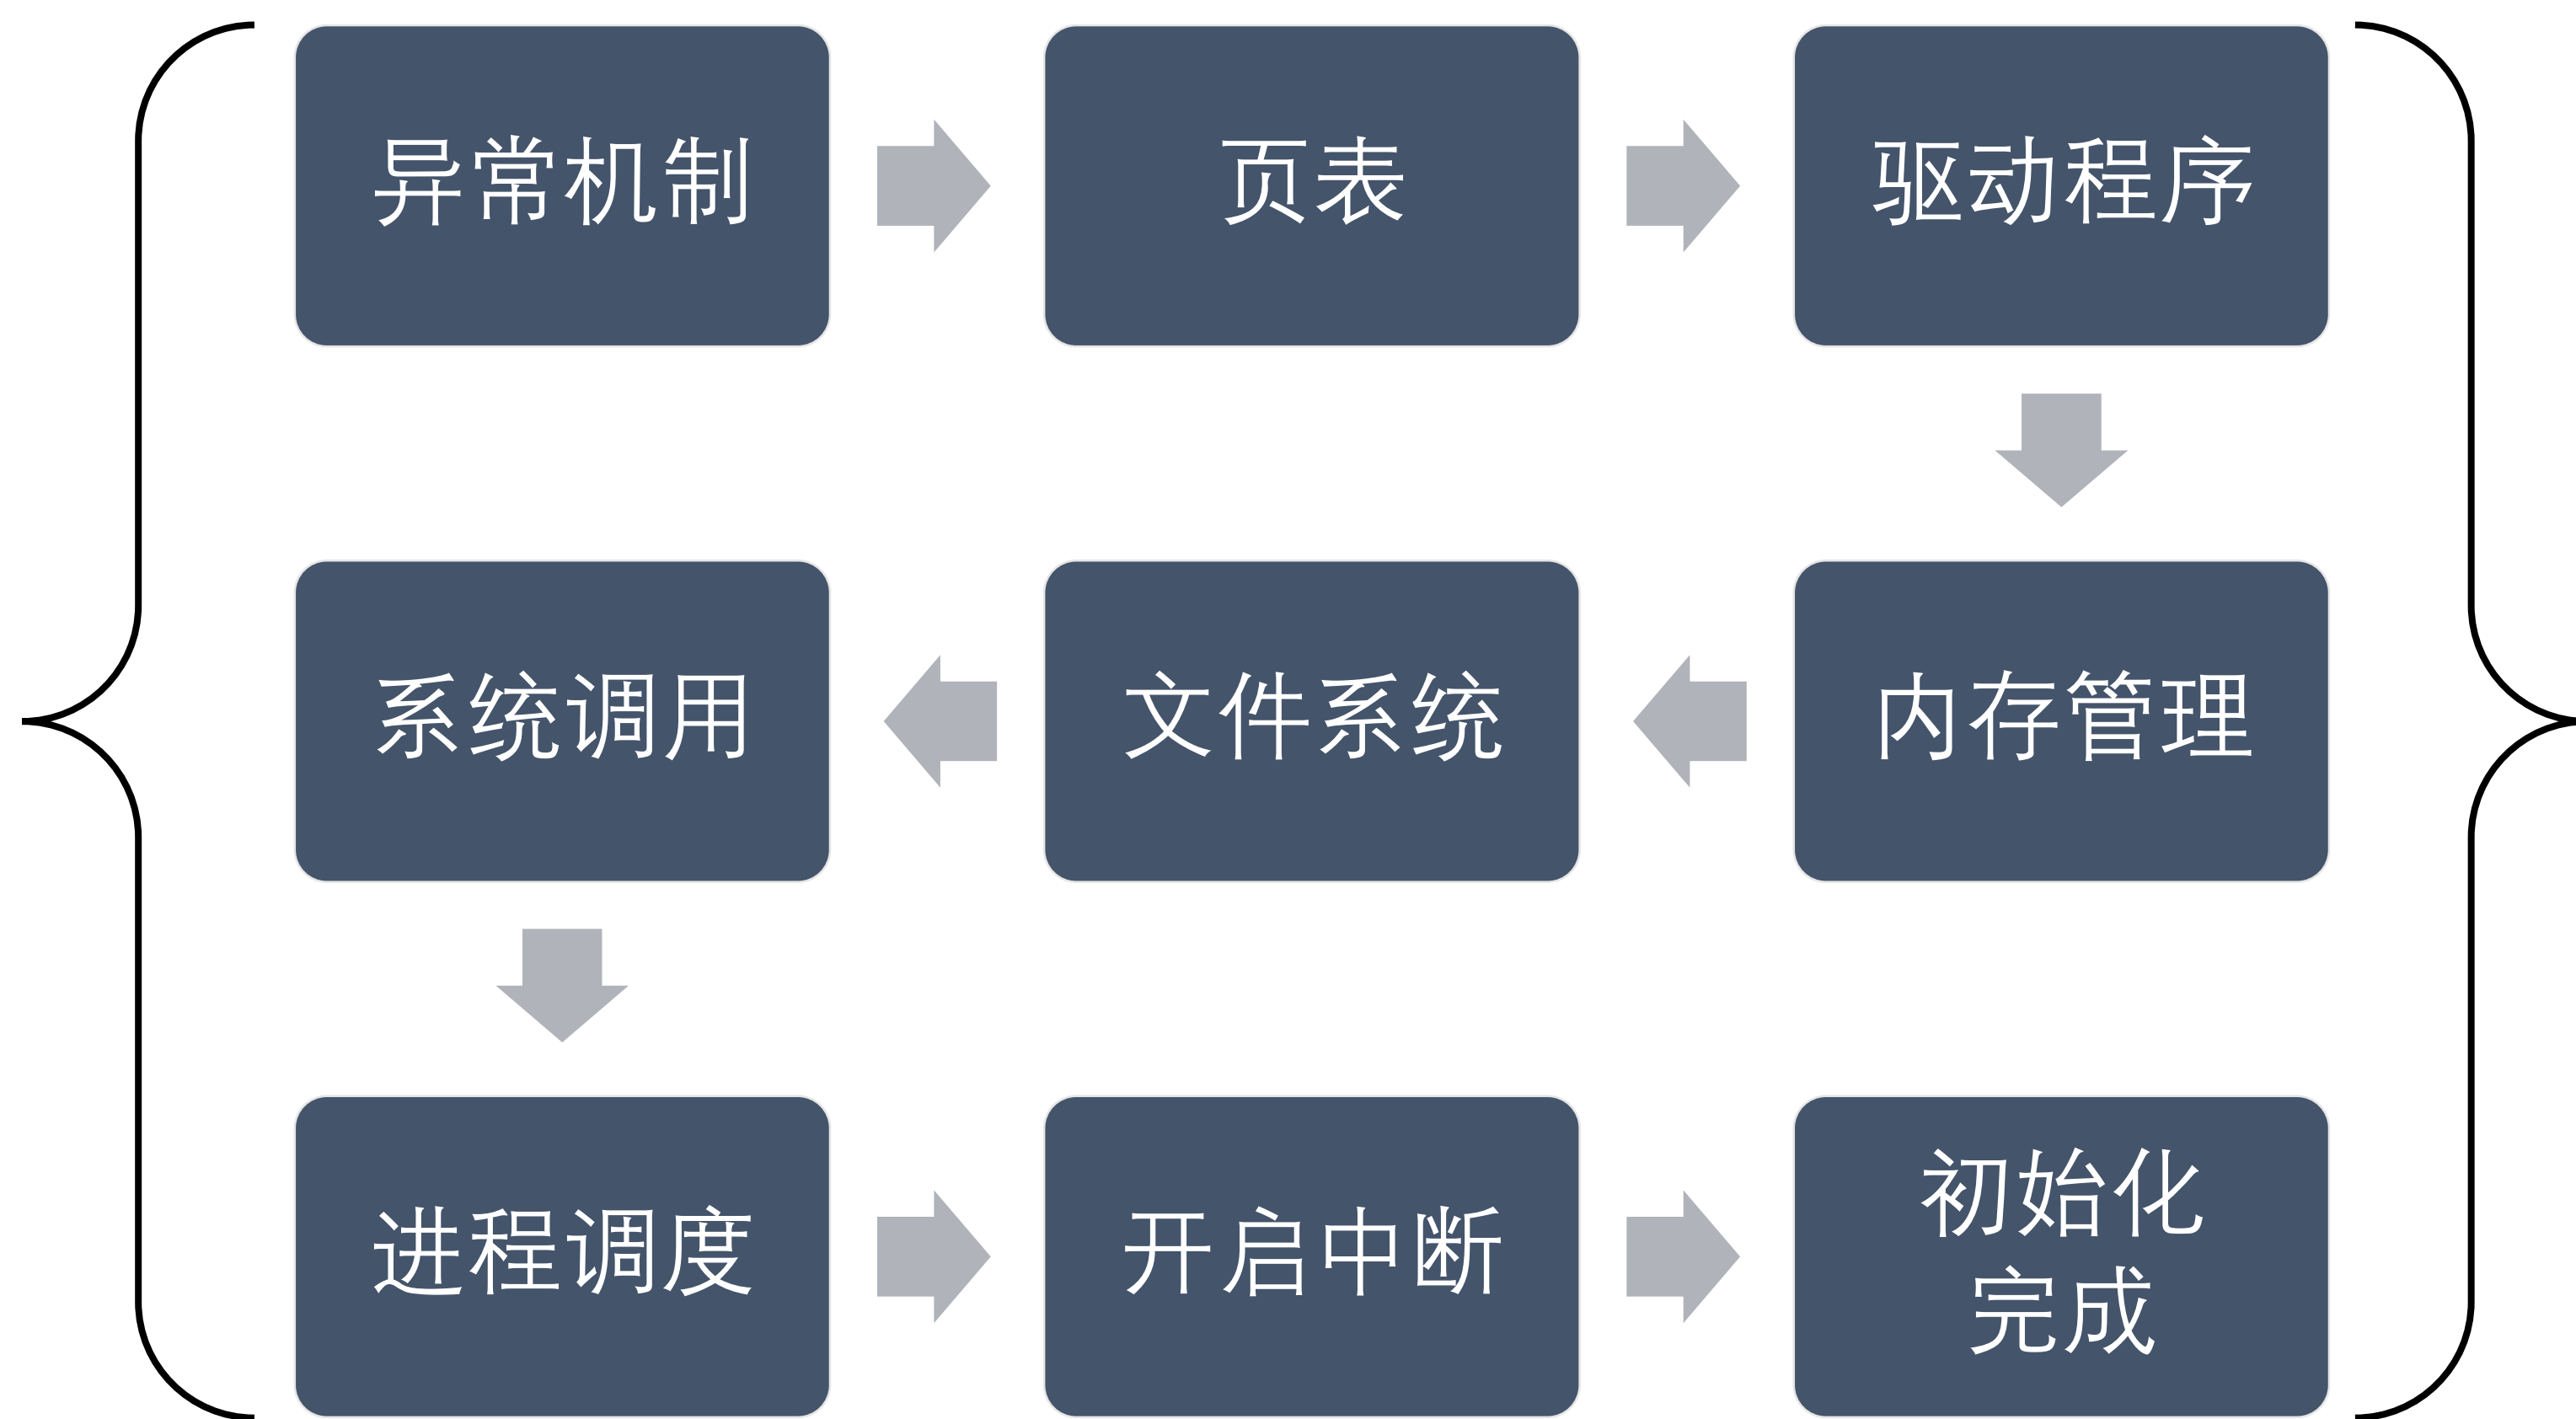 异常机制
页表
驱动程序
内存管理
文件系统
系统调用
进程调度
开启中断
初始化
完成